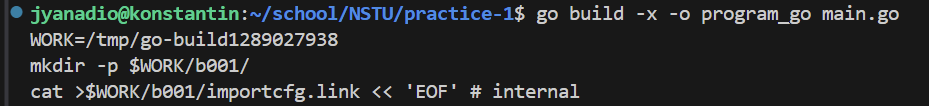 jyanadio@konstantin:~/school/NSTU/practice-1$ go build -x -o program_go main.go
WORK=/tmp/go-build1289027938
mkdir -p $WORK/b001/
cat >$WORK/b001/importcfg.link << 'EOF' # internal